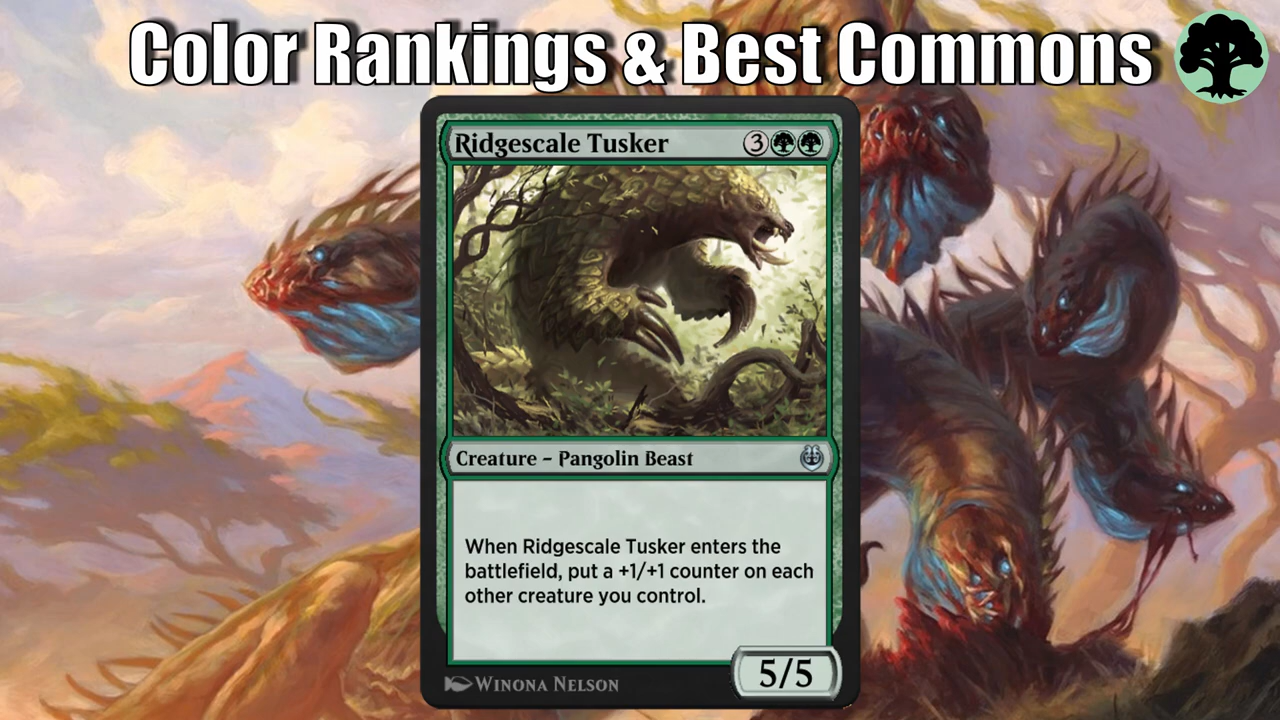 Color Rankings & Best Commons
Ridgescale Tusker 3
Creature – Pangolin Beast
When Ridgescale Tusker enters the
battlefield, put a +1/+1 counter on each
other creature you control.
5/5
Winona Nelson